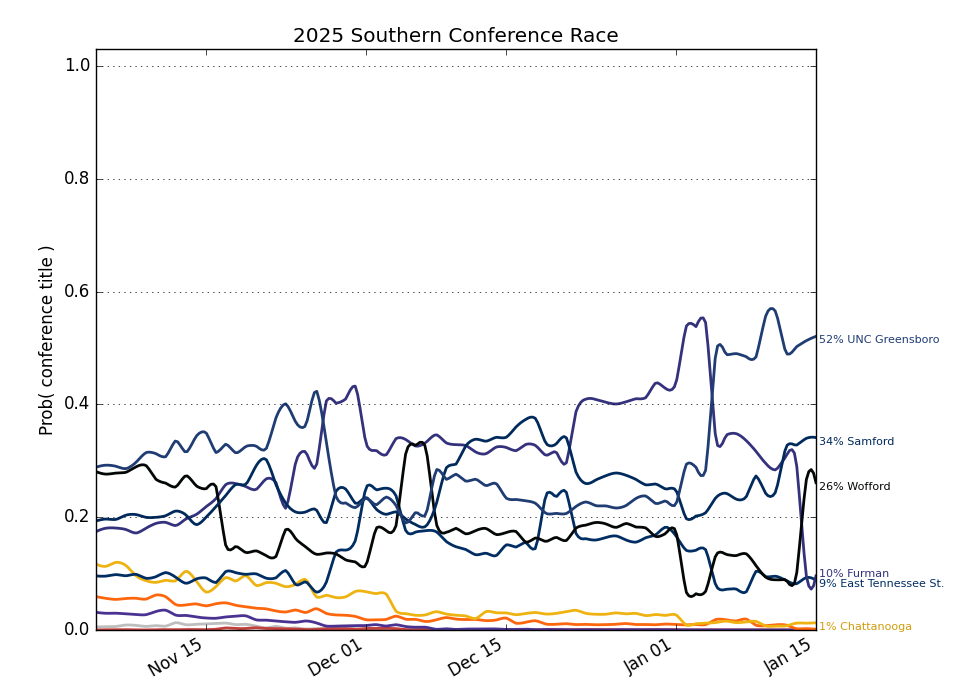 2025 Southern Conference Race
Prob( conference title )
1.0
0.8
0.6
0.4
0.2
0.0
Nov 15
Dec 01
Dec 15
Jan 01
Jan 15
52% UNC Greensboro
34% Samford
26% Wofford
10% Furman
9% East Tennessee St.
1% Chattanooga